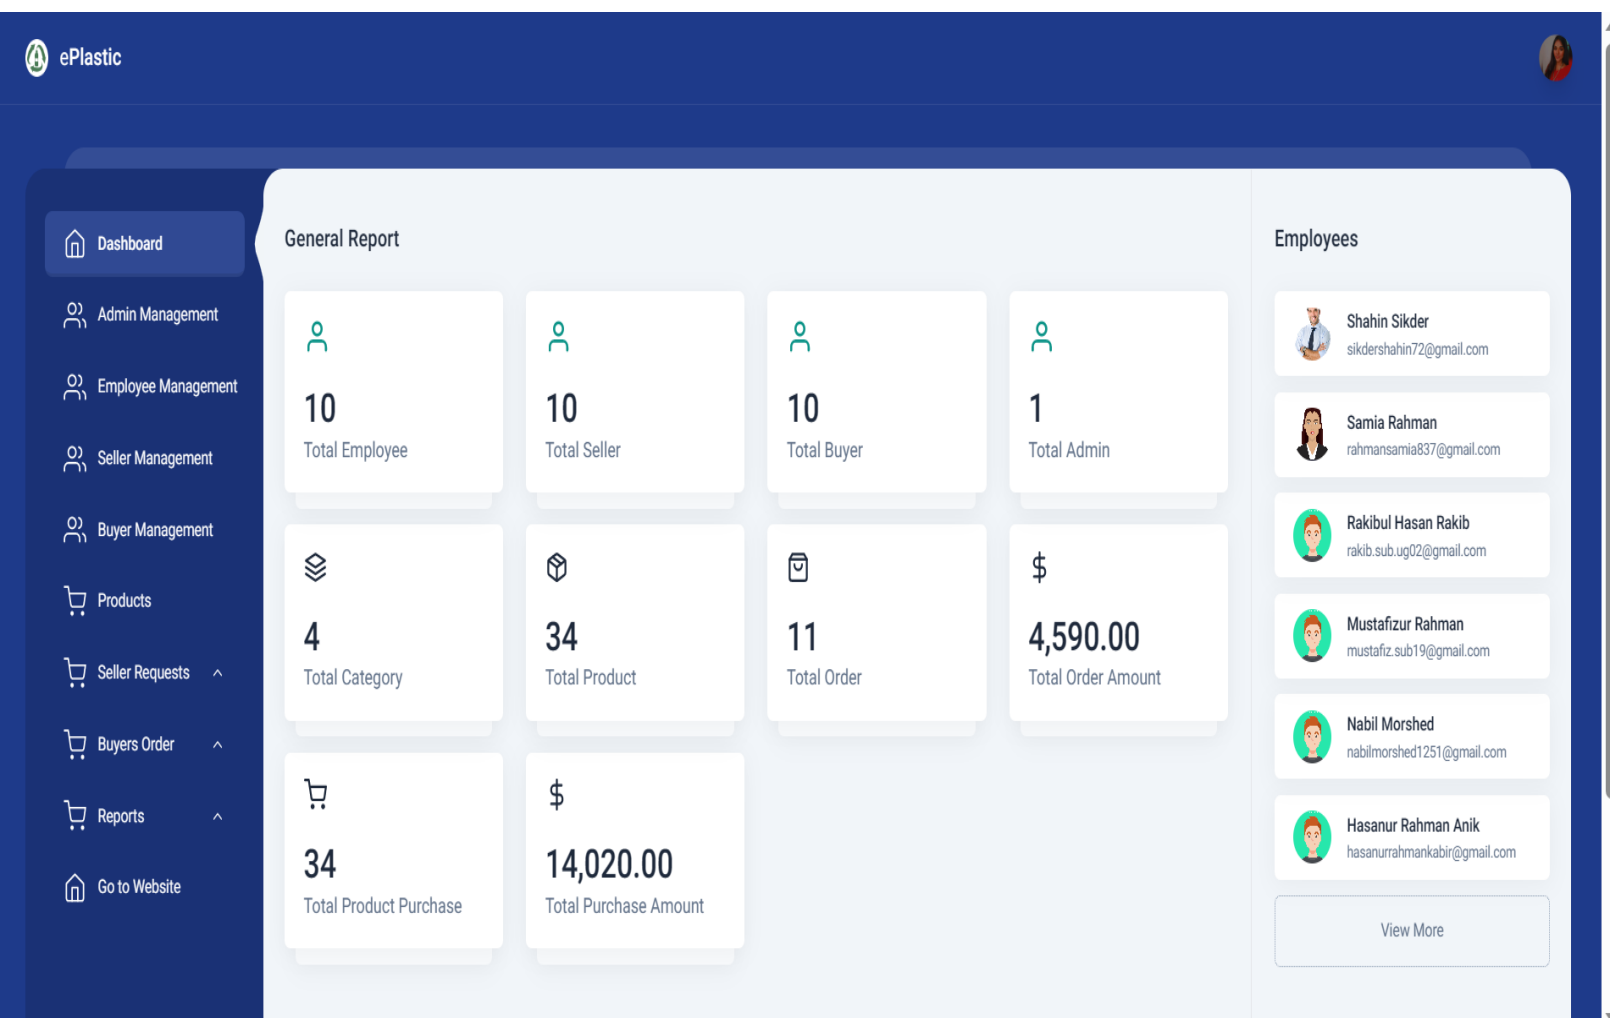 ePlastic
Dashboard
Admin Management
Employee Management
Seller Management
Buyer Management
Products
Seller Requests
Buyers Order
Reports
Go to Website
General Report
10
Total Employee
10
Total Seller
10
Total Buyer
1
Total Admin
4
Total Category
34
Total Product
11
Total Order
4,590.00
Total Order Amount
34
Total Product Purchase
14,020.00
Total Purchase Amount
Employees
Shahin Sikder
sikdershahin72@gmail.com
Samia Rahman
rahmansamia837@gmail.com
Rakibul Hasan Rakib
rakib.sub.ug02@gmail.com
Mustafizur Rahman
mustafiz.sub19@gmail.com
Nabil Morshed
nabilmorshed1251@gmail.com
Hasanur Rahman Anik
hasanurrahmankabir@gmail.com
View More